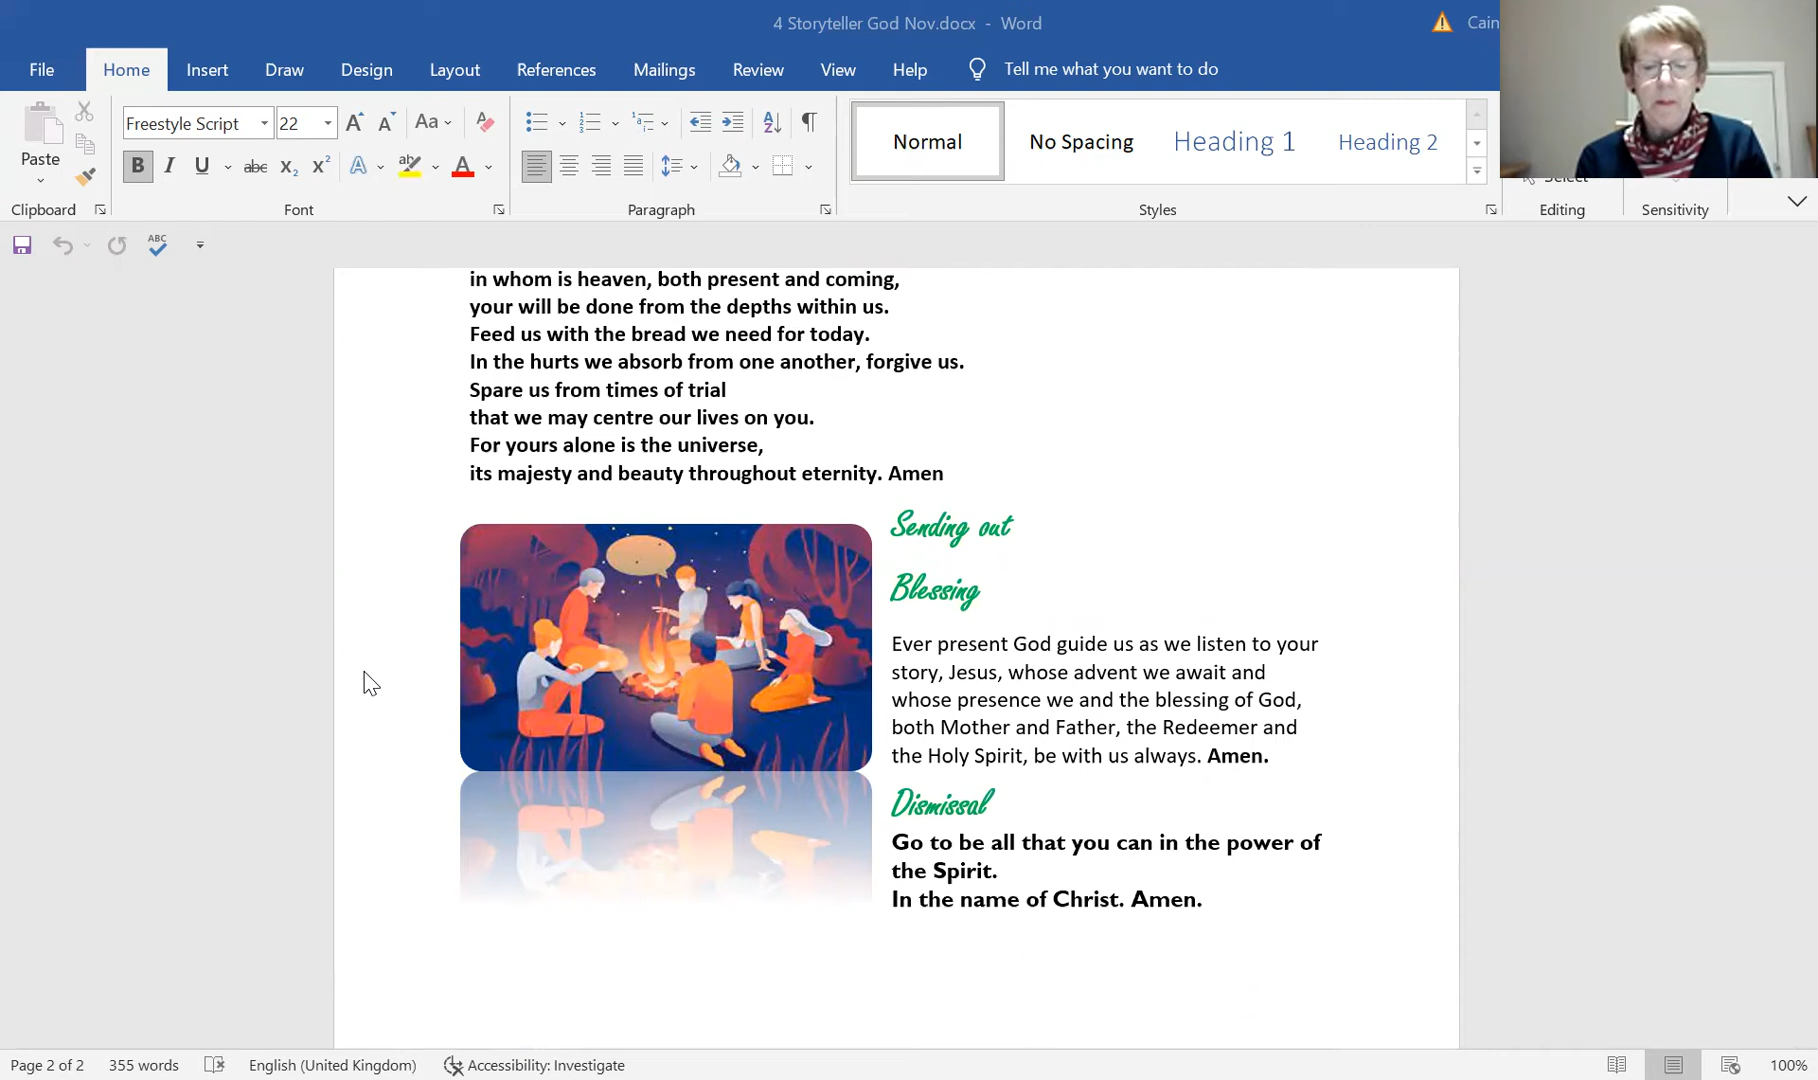 4 Storyteller God Nov.docx - Word
Cain
File Home Insert Draw Design Layout References Mailings Review View Help Tell me what you want to do
Paste
Freestyle Script 22
Aa
B I U abc X₂ X² A ab A
Normal
No Spacing
Heading 1
Heading 2
Select
Clipboard Font Paragraph Styles Editing Sensitivity
ABC
in whom is heaven, both present and coming,
your will be done from the depths within us.
Feed us with the bread we need for today.
In the hurts we absorb from one another, forgive us.
Spare us from times of trial
that we may centre our lives on you.
For yours alone is the universe,
its majesty and beauty throughout eternity. Amen
Sending out
Blessing
Ever present God guide us as we listen to your
story, Jesus, whose advent we await and
whose presence we and the blessing of God,
both Mother and Father, the Redeemer and
the Holy Spirit, be with us always. Amen.
Dismissal
Go to be all that you can in the power of
the Spirit.
In the name of Christ. Amen.
Page 2 of 2 355 words English (United Kingdom) Accessibility: Investigate 100%